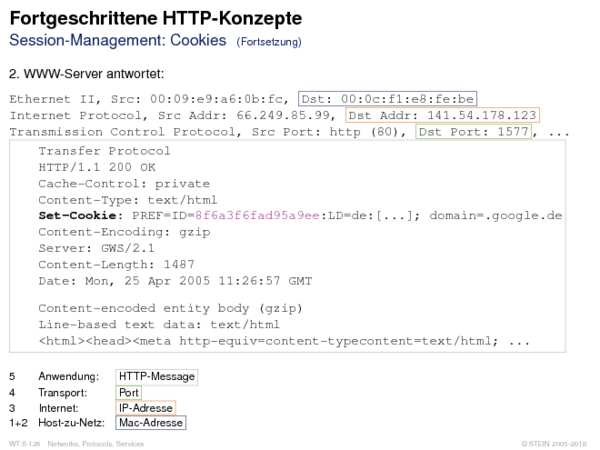 Fortgeschrittene HTTP-Konzepte
Session-Management: Cookies (Fortsetzung)
2. WWW-Server antwortet:
Ethernet II, Src: 00:09:e9:a6:0b:fc, Dst: 00:0c:f1:e8:fe:be
Internet Protocol, Src Addr: 66.249.85.99, Dst Addr: 141.54.178.123
Transmission Control Protocol, Src Port: http (80), Dst Port: 1577, ...
Transfer Protocol
HTTP/1.1 200 OK
Cache-Control: private
Content-Type: text/html
Set-Cookie: PREF=ID=8f6a3f6fad95a9ee:LD=de:[...]; domain=.google.de
Content-Encoding: gzip
Server: GWS/2.1
Content-Length: 1487
Date: Mon, 25 Apr 2005 11:26:57 GMT
Content-encoded entity body (gzip)
Line-based text data: text/html
<html><head><meta http-equiv=content-typecontent=text/html; ...
5 Anwendung: HTTP-Message
4 Transport: Port
3 Internet: IP-Adresse
1+2 Host-zu-Netz: Mac-Adresse
WT:II-126 Networks, Protocols, Services © STEIN 2005-2018